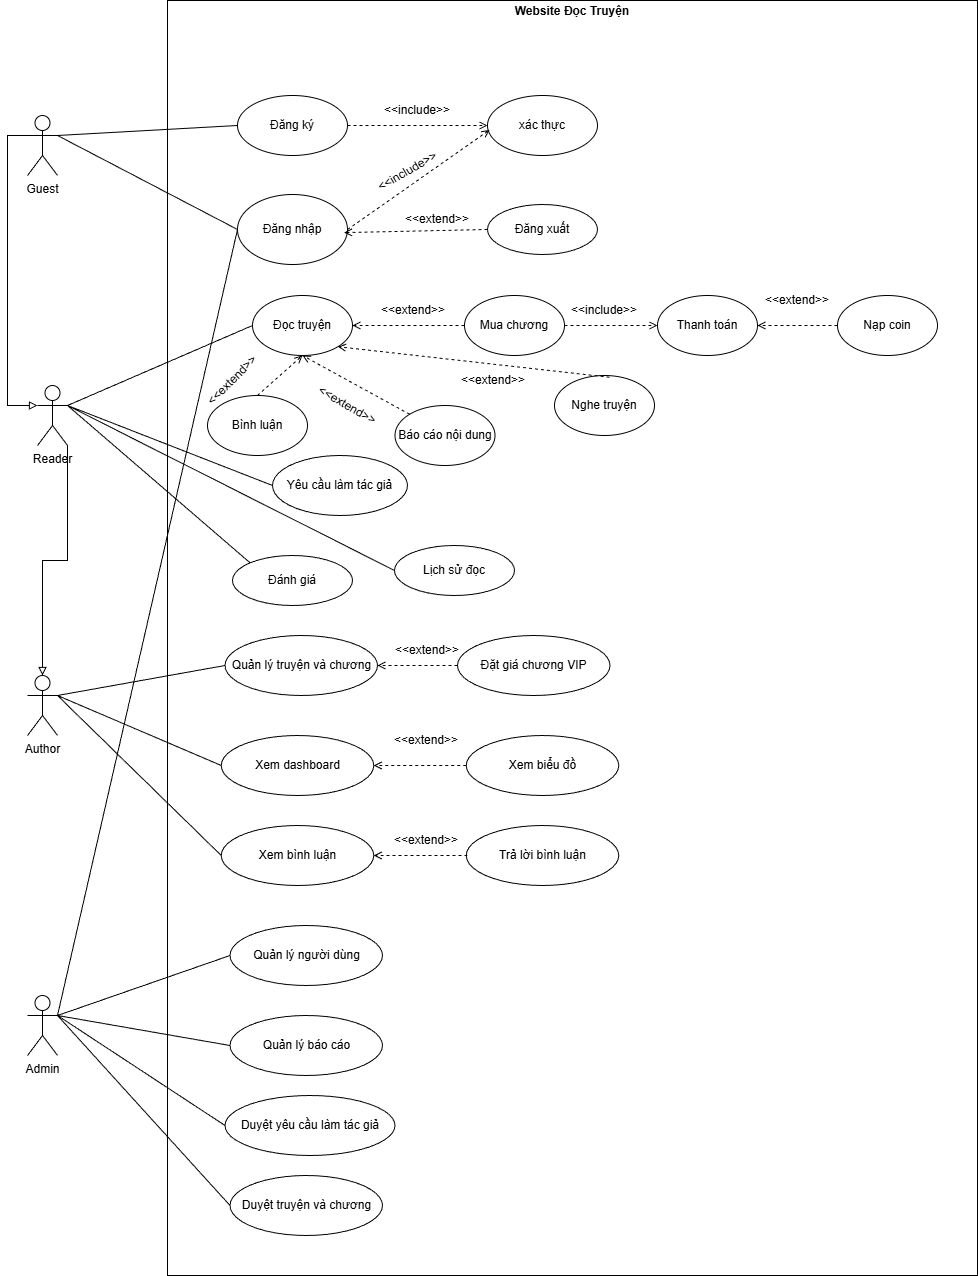 Website Đọc Truyện
Đăng ký
<<include>>
xác thực
Guest
<<include>>
Đăng nhập
<<extend>>
Đăng xuất
Đọc truyện
<<extend>>
Mua chương
<<include>>
Thanh toán
<<extend>>
Nạp coin
<<extend>>
<<extend>>
<<extend>>
Nghe truyện
Bình luận
Báo cáo nội dung
Reader
Yêu cầu làm tác giả
Lịch sử đọc
Đánh giá
Quản lý truyện và chương
<<extend>>
Đặt giá chương VIP
Author
Xem dashboard
<<extend>>
Xem biểu đồ
Xem bình luận
<<extend>>
Trả lời bình luận
Quản lý người dùng
Admin
Quản lý báo cáo
Duyệt yêu cầu làm tác giả
Duyệt truyện và chương